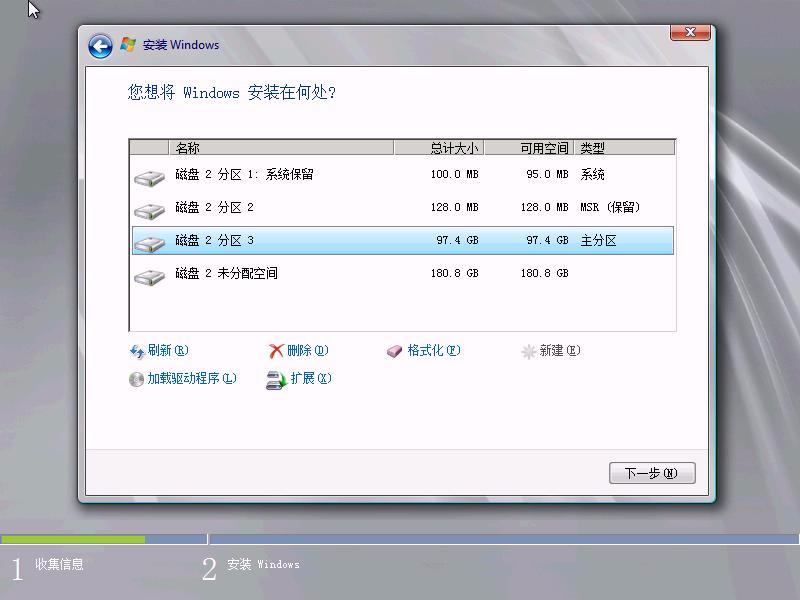 安装 Windows
您想将 Windows 安装在何处?
名称 总计大小 可用空间 类型
磁盘 2 分区 1: 系统保留 100.0 MB 95.0 MB 系统
磁盘 2 分区 2 128.0 MB 128.0 MB MSR (保留)
磁盘 2 分区 3 97.4 GB 97.4 GB 主分区
磁盘 2 未分配空间 180.8 GB 180.8 GB
刷新(R) 删除(D) 格式化(F) 新建(E)
加载驱动程序(L) 扩展(X)
下一步(N)
1 收集信息 2 安装 Windows